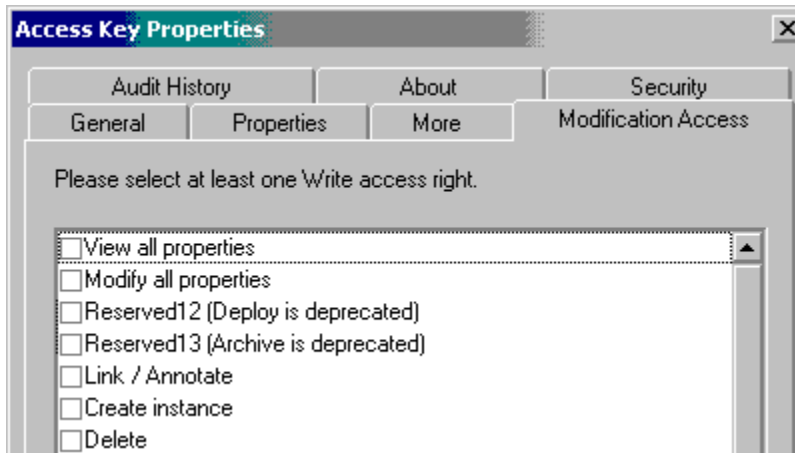 Access Key Properties
Audit History About Security
General Properties More Modification Access
Please select at least one Write access right.
View all properties
Modify all properties
Reserved12 (Deploy is deprecated)
Reserved13 (Archive is deprecated)
Link / Annotate
Create instance
Delete